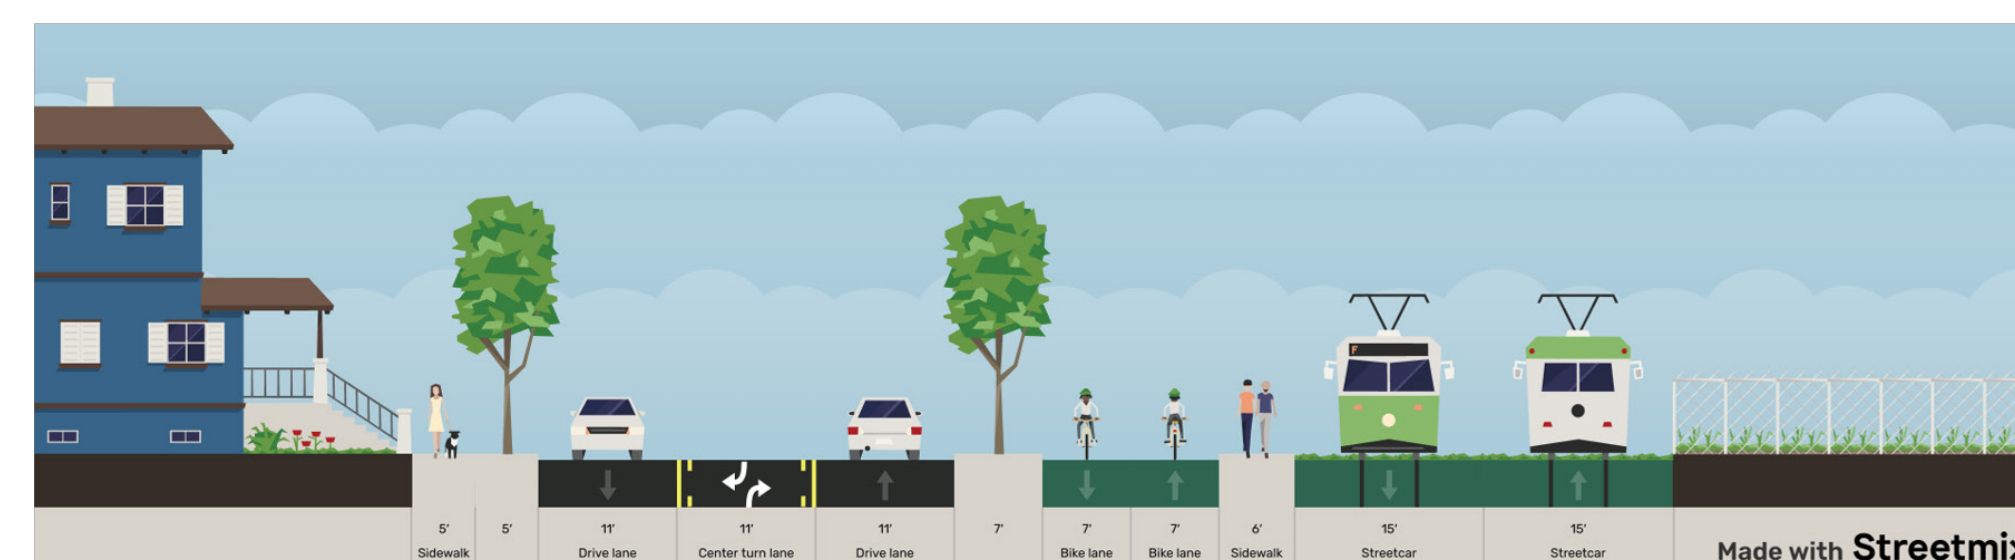 F
5' 5' 11' 11' 11' 7' 7' 7' 6' 15' 15'
Sidewalk Drive lane Center turn lane Drive lane Bike lane Bike lane Sidewalk Streetcar Streetcar
Made with Streetmi